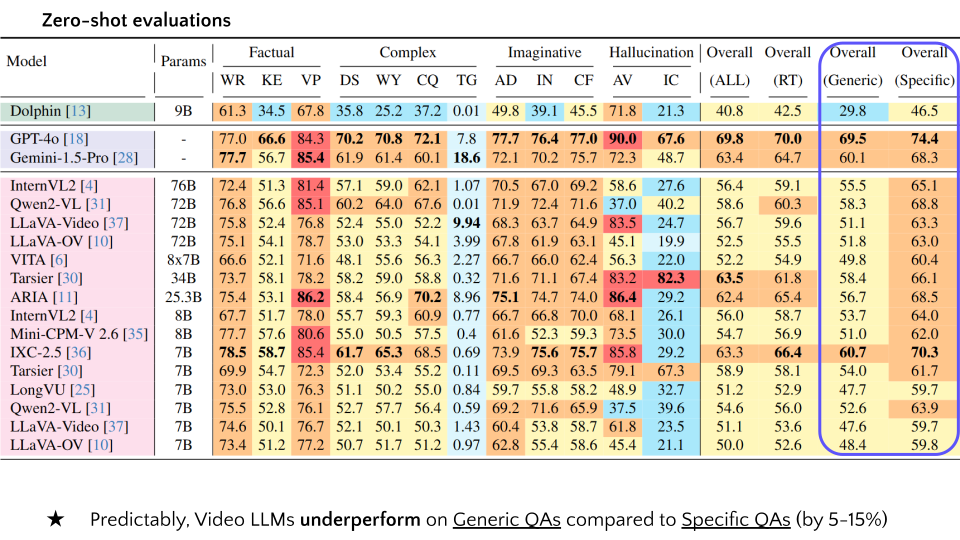 Zero-shot evaluations
Model Params Factual Complex Imaginative Hallucination Overall Overall Overall Overall
WR KE VP DS WY CQ TG AD IN CF AV IC (ALL) (RT) (Generic) (Specific)
Dolphin [13] 9B 61.3 34.5 67.8 35.8 25.2 37.2 0.01 49.8 39.1 45.5 71.8 21.3 40.8 42.5 29.8 46.5
GPT-4o [18] - 77.0 66.6 84.3 70.2 70.8 72.1 7.8 77.7 76.4 77.0 90.0 67.6 69.8 70.0 69.5 74.4
Gemini-1.5-Pro [28] - 77.7 56.7 85.4 61.9 61.4 60.1 18.6 72.1 70.2 75.7 72.3 48.7 63.4 64.7 60.1 68.3
InternVL2 [4] 76B 72.4 51.3 81.4 57.1 59.0 62.1 1.07 70.5 67.0 69.2 58.6 27.6 56.4 59.1 55.5 65.1
Qwen2-VL [31] 72B 76.8 56.6 85.1 60.2 64.0 67.6 0.01 71.9 72.4 71.6 37.0 40.2 58.6 60.3 58.3 68.8
LLaVA-Video [37] 72B 75.8 52.4 76.8 52.4 55.0 52.2 9.94 68.3 63.7 64.9 83.5 24.7 56.7 59.6 51.1 63.3
LLaVA-OV [10] 72B 75.1 54.1 78.7 53.0 53.3 54.1 3.99 67.8 61.9 63.1 45.1 19.9 52.5 55.5 51.8 63.0
VITA [6] 8x7B 66.6 52.1 71.6 48.1 55.6 56.3 2.27 66.7 66.0 62.4 56.3 22.0 52.2 54.9 49.8 60.4
Tarsier [30] 34B 73.7 58.1 78.2 58.2 59.0 58.8 0.32 71.6 71.1 67.4 83.2 82.3 63.5 61.8 58.4 66.1
ARIA [11] 25.3B 75.4 53.1 86.2 58.4 56.9 70.2 8.96 75.1 74.7 74.0 86.4 29.2 62.4 65.4 56.7 68.5
InternVL2 [4] 8B 67.7 51.7 78.0 55.7 59.3 60.9 0.77 66.7 66.8 70.0 68.1 26.1 56.0 58.7 53.7 64.0
Mini-CPM-V 2.6 [35] 8B 77.7 57.6 80.6 55.0 50.5 57.5 0.4 61.6 52.3 59.3 73.5 30.0 54.7 56.9 51.0 62.0
IXC-2.5 [36] 7B 78.5 58.7 85.4 61.7 65.3 68.5 0.69 73.9 75.6 75.7 85.8 29.2 63.3 66.4 60.7 70.3
Tarsier [30] 7B 69.9 54.7 72.3 52.0 53.4 55.2 0.11 69.5 69.3 63.5 79.1 67.3 58.9 58.1 54.0 61.7
LongVU [25] 7B 73.0 53.0 76.3 51.1 50.2 55.0 0.84 59.7 55.8 58.2 48.9 32.7 51.2 52.9 47.7 59.7
Qwen2-VL [31] 7B 75.5 52.8 76.1 52.7 57.7 56.4 0.59 69.2 71.6 65.9 37.5 39.6 54.6 56.0 52.6 63.9
LLaVA-Video [37] 7B 74.6 50.1 76.7 52.1 50.1 50.3 1.43 60.4 53.8 58.7 61.8 23.5 51.1 53.6 47.6 59.7
LLaVA-OV [10] 7B 73.4 51.2 77.2 50.7 51.7 51.2 0.97 62.8 55.4 58.6 45.4 21.1 50.0 52.6 48.4 59.8
★ Predictably, Video LLMs underperform on Generic QAs compared to Specific QAs (by 5-15%)